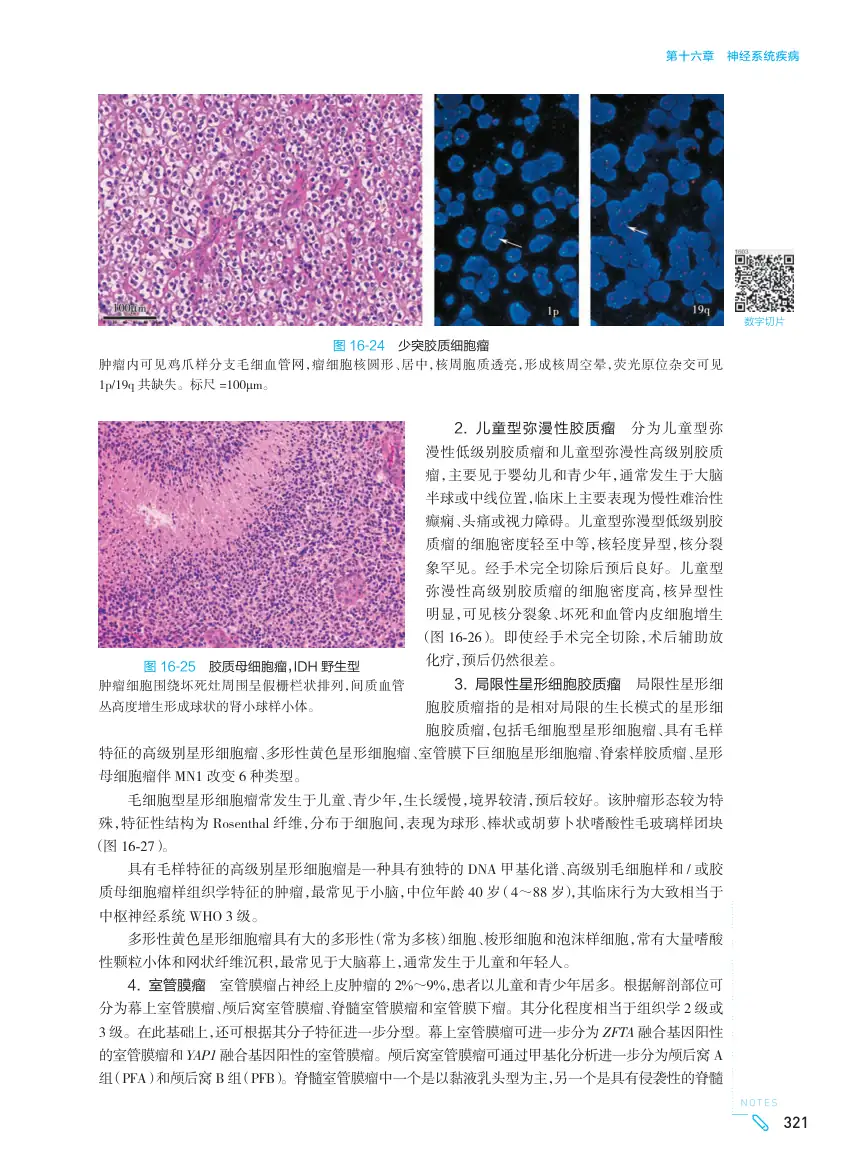 第十六章 神经系统疾病
100μm
1p
19q
1603
数字切片
图 16-24 少突胶质细胞瘤
肿瘤内可见鸡爪样分支毛细血管网,瘤细胞核圆形、居中,核周胞质透亮,形成核周空晕,荧光原位杂交可见
1p/19q 共缺失。标尺 =100μm。
图 16-25 胶质母细胞瘤,IDH 野生型
肿瘤细胞围绕坏死灶周围呈假栅栏状排列,间质血管
丛高度增生形成球状的肾小球样小体。
2. 儿童型弥漫性胶质瘤 分为儿童型弥
漫性低级别胶质瘤和儿童型弥漫性高级别胶质
瘤,主要见于婴幼儿和青少年,通常发生于大脑
半球或中线位置,临床上主要表现为慢性难治性
癫痫、头痛或视力障碍。儿童型弥漫型低级别胶
质瘤的细胞密度轻至中等,核轻度异型,核分裂
象罕见。经手术完全切除后预后良好。儿童型
弥漫性高级别胶质瘤的细胞密度高,核异型性
明显,可见核分裂象、坏死和血管内皮细胞增生
(图 16-26)。即使经手术完全切除,术后辅助放
化疗,预后仍然很差。
3. 局限性星形细胞胶质瘤 局限性星形细
胞胶质瘤指的是相对局限的生长模式的星形细
胞胶质瘤,包括毛细胞型星形细胞瘤、具有毛样
特征的高级别星形细胞瘤、多形性黄色星形细胞瘤、室管膜下巨细胞星形细胞瘤、脊索样胶质瘤、星形
母细胞瘤伴 MN1 改变 6 种类型。
毛细胞型星形细胞瘤常发生于儿童、青少年,生长缓慢,境界较清,预后较好。该肿瘤形态较为特
殊,特征性结构为 Rosenthal 纤维,分布于细胞间,表现为球形、棒状或胡萝卜状嗜酸性毛玻璃样团块
(图 16-27)。
具有毛样特征的高级别星形细胞瘤是一种具有独特的 DNA 甲基化谱、高级别毛细胞样和 / 或胶
质母细胞瘤样组织学特征的肿瘤,最常见于小脑,中位年龄 40 岁(4～88 岁),其临床行为大致相当于
中枢神经系统 WHO 3 级。
多形性黄色星形细胞瘤具有大的多形性(常为多核)细胞、梭形细胞和泡沫样细胞,常有大量嗜酸
性颗粒小体和网状纤维沉积,最常见于大脑幕上,通常发生于儿童和年轻人。
4. 室管膜瘤 室管膜瘤占神经上皮肿瘤的 2%～9%,患者以儿童和青少年居多。根据解剖部位可
分为幕上室管膜瘤、颅后窝室管膜瘤、脊髓室管膜瘤和室管膜下瘤。其分化程度相当于组织学 2 级或
3 级。在此基础上,还可根据其分子特征进一步分型。幕上室管膜瘤可进一步分为 ZFTA 融合基因阳性
的室管膜瘤和 YAP1 融合基因阳性的室管膜瘤。颅后窝室管膜瘤可通过甲基化分析进一步分为颅后窝 A
组(PFA)和颅后窝 B 组(PFB)。脊髓室管膜瘤中一个是以黏液乳头型为主,另一个是具有侵袭性的脊髓
NOTES
321